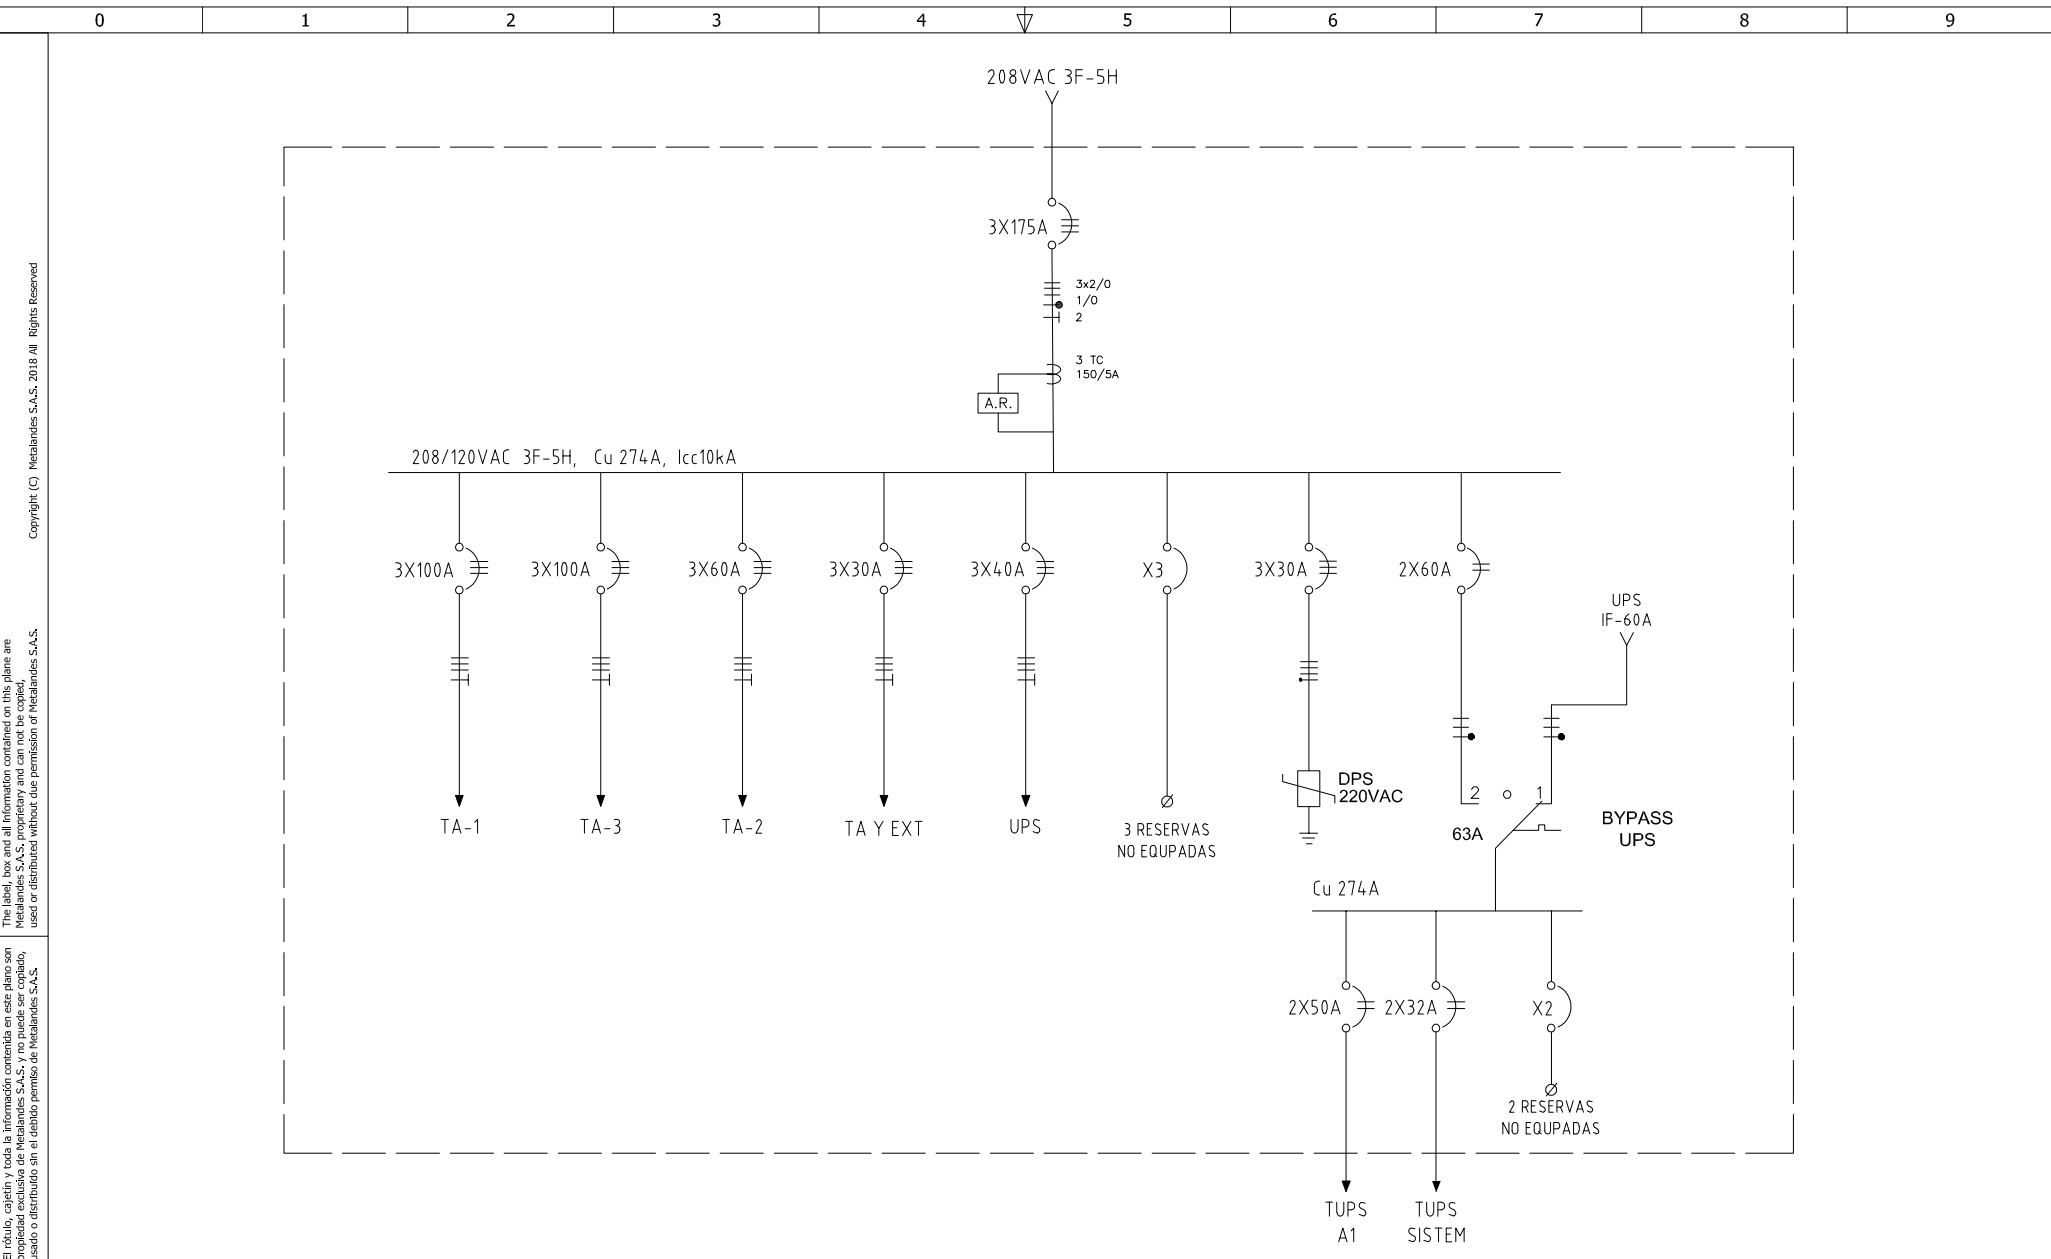 0 1 2 3 4 5 6 7 8 9
208VAC 3F-5H
3X175A
3x2/0
1/0
2
3 TC
150/5A
A.R.
208/120VAC 3F-5H, Cu 274A, Icc10kA
3X100A 3X100A 3X60A 3X30A 3X40A X3 3X30A 2X60A
UPS
IF-60A
DPS
220VAC
2 1
63A
BYPASS
UPS
TA-1 TA-3 TA-2 TA Y EXT UPS
3 RESERVAS
NO EQUPADAS
Cu 274A
2X50A 2X32A X2
2 RESERVAS
NO EQUPADAS
TUPS
A1
TUPS
SISTEM
Copyright (C) Metalandes S.A.S. 2018 All Rights Reserved
The label, box and all information contained on this plane are
Metalandes S.A.S. proprietary and can not be copied,
used or distributed without due permission of Metalandes S.A.S.
El rótulo, cajetín y toda la información contenida en este plano son
propiedad exclusiva de Metalandes S.A.S. y no puede ser copiado,
usado o distribuido sin el debido permiso de Metalandes S.A.S.